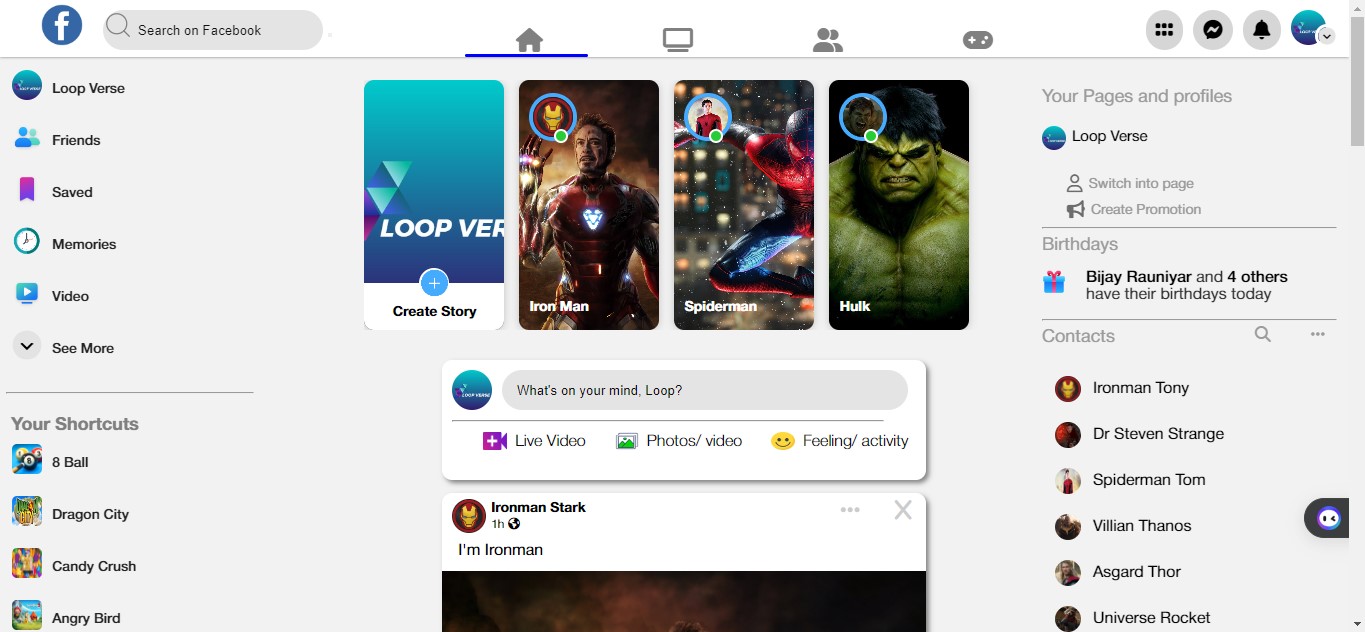 f
Search on Facebook
Loop Verse
Friends
Saved
Memories
Video
See More
Your Shortcuts
8 Ball
Dragon City
Candy Crush
Angry Bird
LOOP VER
Create Story
Iron Man
Spiderman
Hulk
LOOP VERSE
What's on your mind, Loop?
Live Video
Photos/ video
Feeling/ activity
Ironman Stark
1h
I'm Ironman
Your Pages and profiles
Loop Verse
Switch into page
Create Promotion
Birthdays
Bijay Rauniyar and 4 others
have their birthdays today
Contacts
Ironman Tony
Dr Steven Strange
Spiderman Tom
Villian Thanos
Asgard Thor
Universe Rocket